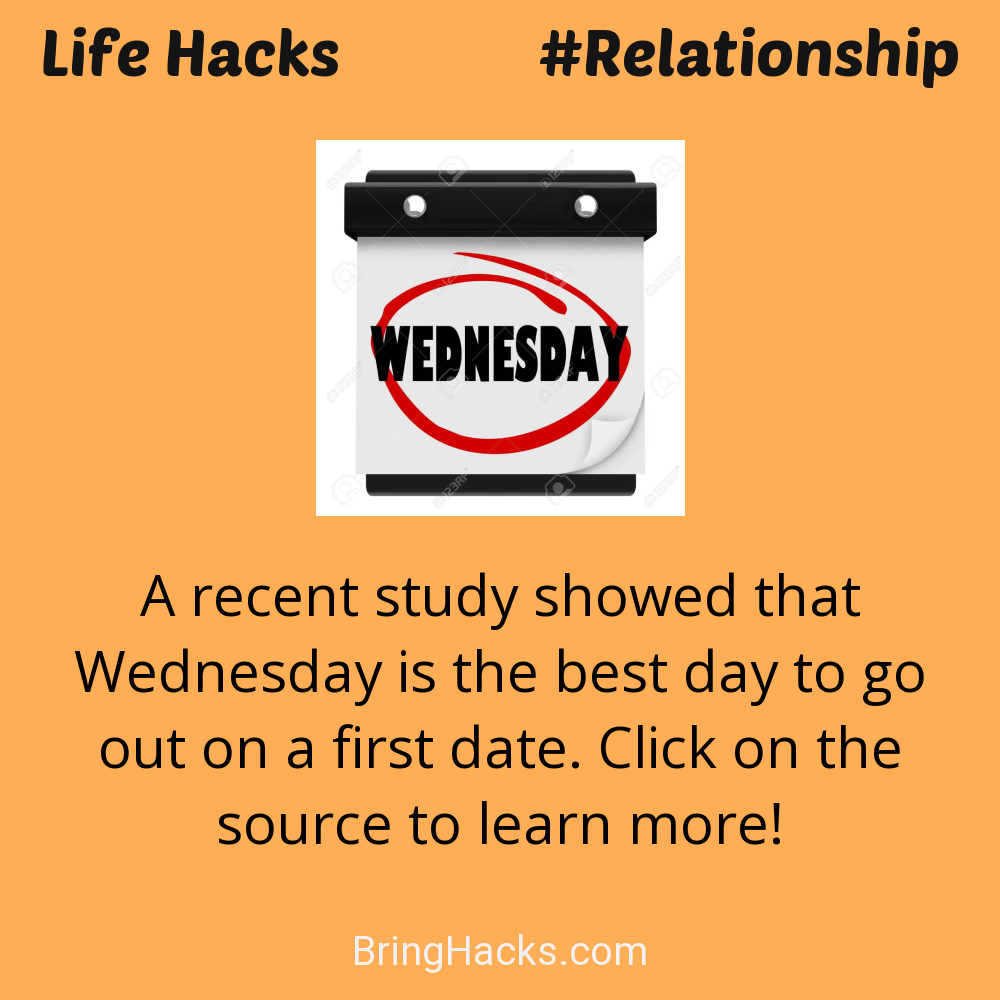 Life Hacks #Relationship
WEDNESDAY
A recent study showed that
Wednesday is the best day to go
out on a first date. Click on the
source to learn more!
BringHacks.com